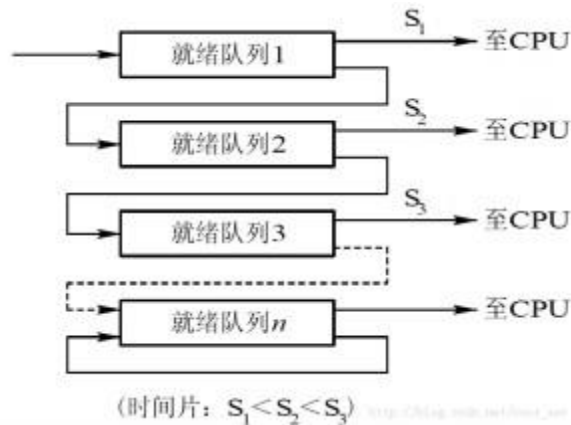 S₁
就绪队列1 至CPU
S₂
就绪队列2 至CPU
S₃
就绪队列3 至CPU
就绪队列n 至CPU
(时间片：S₁<S₂<S₃)